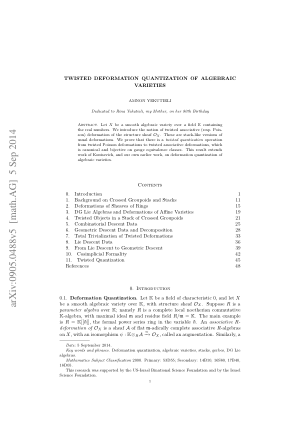 TWISTED DEFORMATION QUANTIZATION OF ALGEBRAIC
VARIETIES
AMNON YEKUTIELI
Dedicated to Rena Yekutieli, my Mother, on her 80th Birthday
Abstract. Let X be a smooth algebraic variety over a field K containing
the real numbers. We introduce the notion of twisted associative (resp. Poisson)
deformation of the structure sheaf O_X. These are stack-like versions of
usual deformations. We prove that there is a twisted quantization operation from
twisted Poisson deformations to twisted associative deformations, which
is canonical and bijective on gauge equivalence classes. This result extends
work of Kontsevich, and our own earlier work, on deformation quantization of
algebraic varieties.
Contents
0. Introduction 1
1. Background on Crossed Groupoids and Stacks 11
2. Deformations of Sheaves of Rings 15
3. DG Lie Algebras and Deformations of Affine Varieties 19
4. Twisted Objects in a Stack of Crossed Groupoids 21
5. Combinatorial Descent Data 25
6. Geometric Descent Data and Decomposition 28
7. Total Trivialization of Twisted Deformations 33
8. Lie Descent Data 36
9. From Lie Descent to Geometric Descent 39
10. Cosimplicial Formality 42
11. Twisted Quantization 45
References 48
0. Introduction
0.1. Deformation Quantization. Let K be a field of characteristic 0, and let X
be a smooth algebraic variety over K, with structure sheaf O_X. Suppose R is a
parameter algebra over K; namely R is a complete local noetherian commutative
K-algebra, with maximal ideal m and residue field R/m = K. The main example
is R = K[[ħ]], the formal power series ring in the variable ħ. An associative R-
deformation of O_X is a sheaf A of flat m-adically complete associative R-algebras
on X, with an isomorphism ψ : K ⊗_R A ≅ O_X, called an augmentation. Similarly, a
Date: 8 September 2014.
Key words and phrases. Deformation quantization, algebraic varieties, stacks, gerbes, DG Lie
algebras.
Mathematics Subject Classification 2000. Primary: 53D55; Secondary: 14B10, 16S80, 17B40,
18D05.
This research was supported by the US-Israel Binational Science Foundation and by the Israel
Science Foundation.
1
arXiv:0905.0488v5 [math.AG] 5 Sep 2014